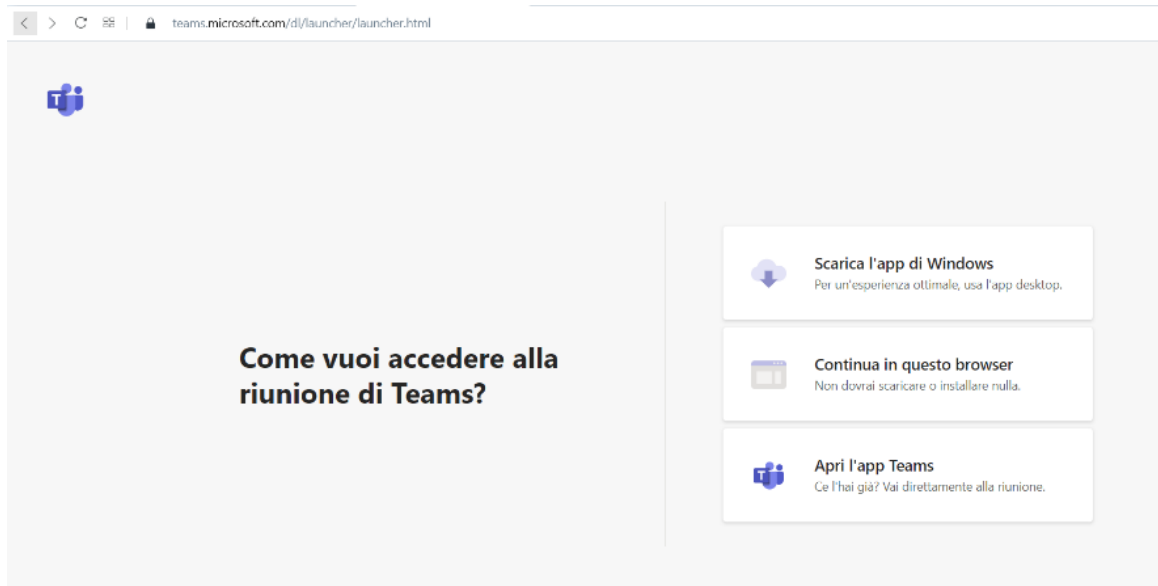 teams.microsoft.com/dl/launcher/launcher.html
Come vuoi accedere alla
riunione di Teams?
Scarica l'app di Windows
Per un'esperienza ottimale, usa l'app desktop.
Continua in questo browser
Non dovrai scaricare o installare nulla.
Apri l'app Teams
Ce l'hai già? Vai direttamente alla riunione.